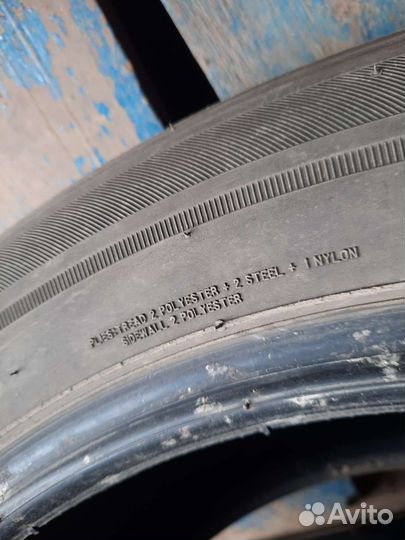 PLIES:TREAD 2 POLYESTER + 2 STEEL + 1 NYLON
SIDEWALL 2 POLYESTER
Avito